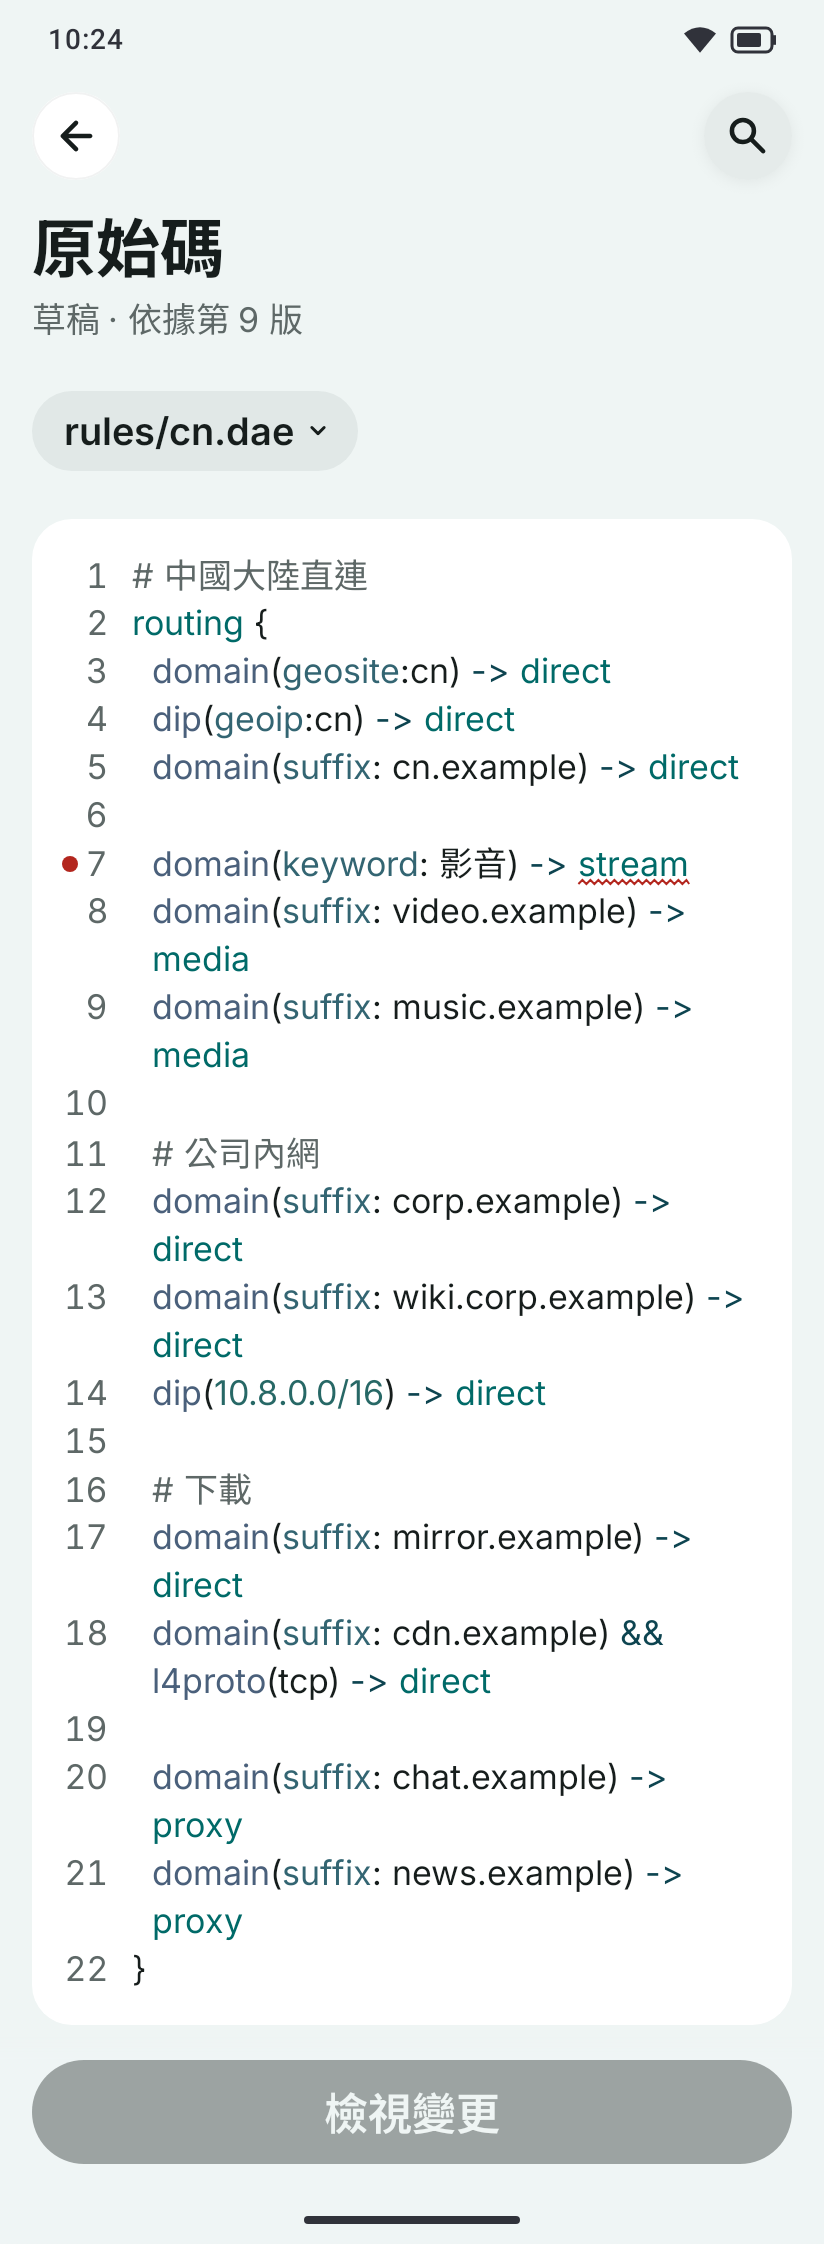 10:24
原始碼
草稿 · 依據第 9 版
rules/cn.dae
1 # 中國大陸直連
2 routing {
3 domain(geosite:cn) -> direct
4 dip(geoip:cn) -> direct
5 domain(suffix: cn.example) -> direct
6
7 domain(keyword: 影音) -> stream
8 domain(suffix: video.example) ->
media
9 domain(suffix: music.example) ->
media
10
11 # 公司內網
12 domain(suffix: corp.example) ->
direct
13 domain(suffix: wiki.corp.example) ->
direct
14 dip(10.8.0.0/16) -> direct
15
16 # 下載
17 domain(suffix: mirror.example) ->
direct
18 domain(suffix: cdn.example) &&
l4proto(tcp) -> direct
19
20 domain(suffix: chat.example) ->
proxy
21 domain(suffix: news.example) ->
proxy
22 }
檢視變更